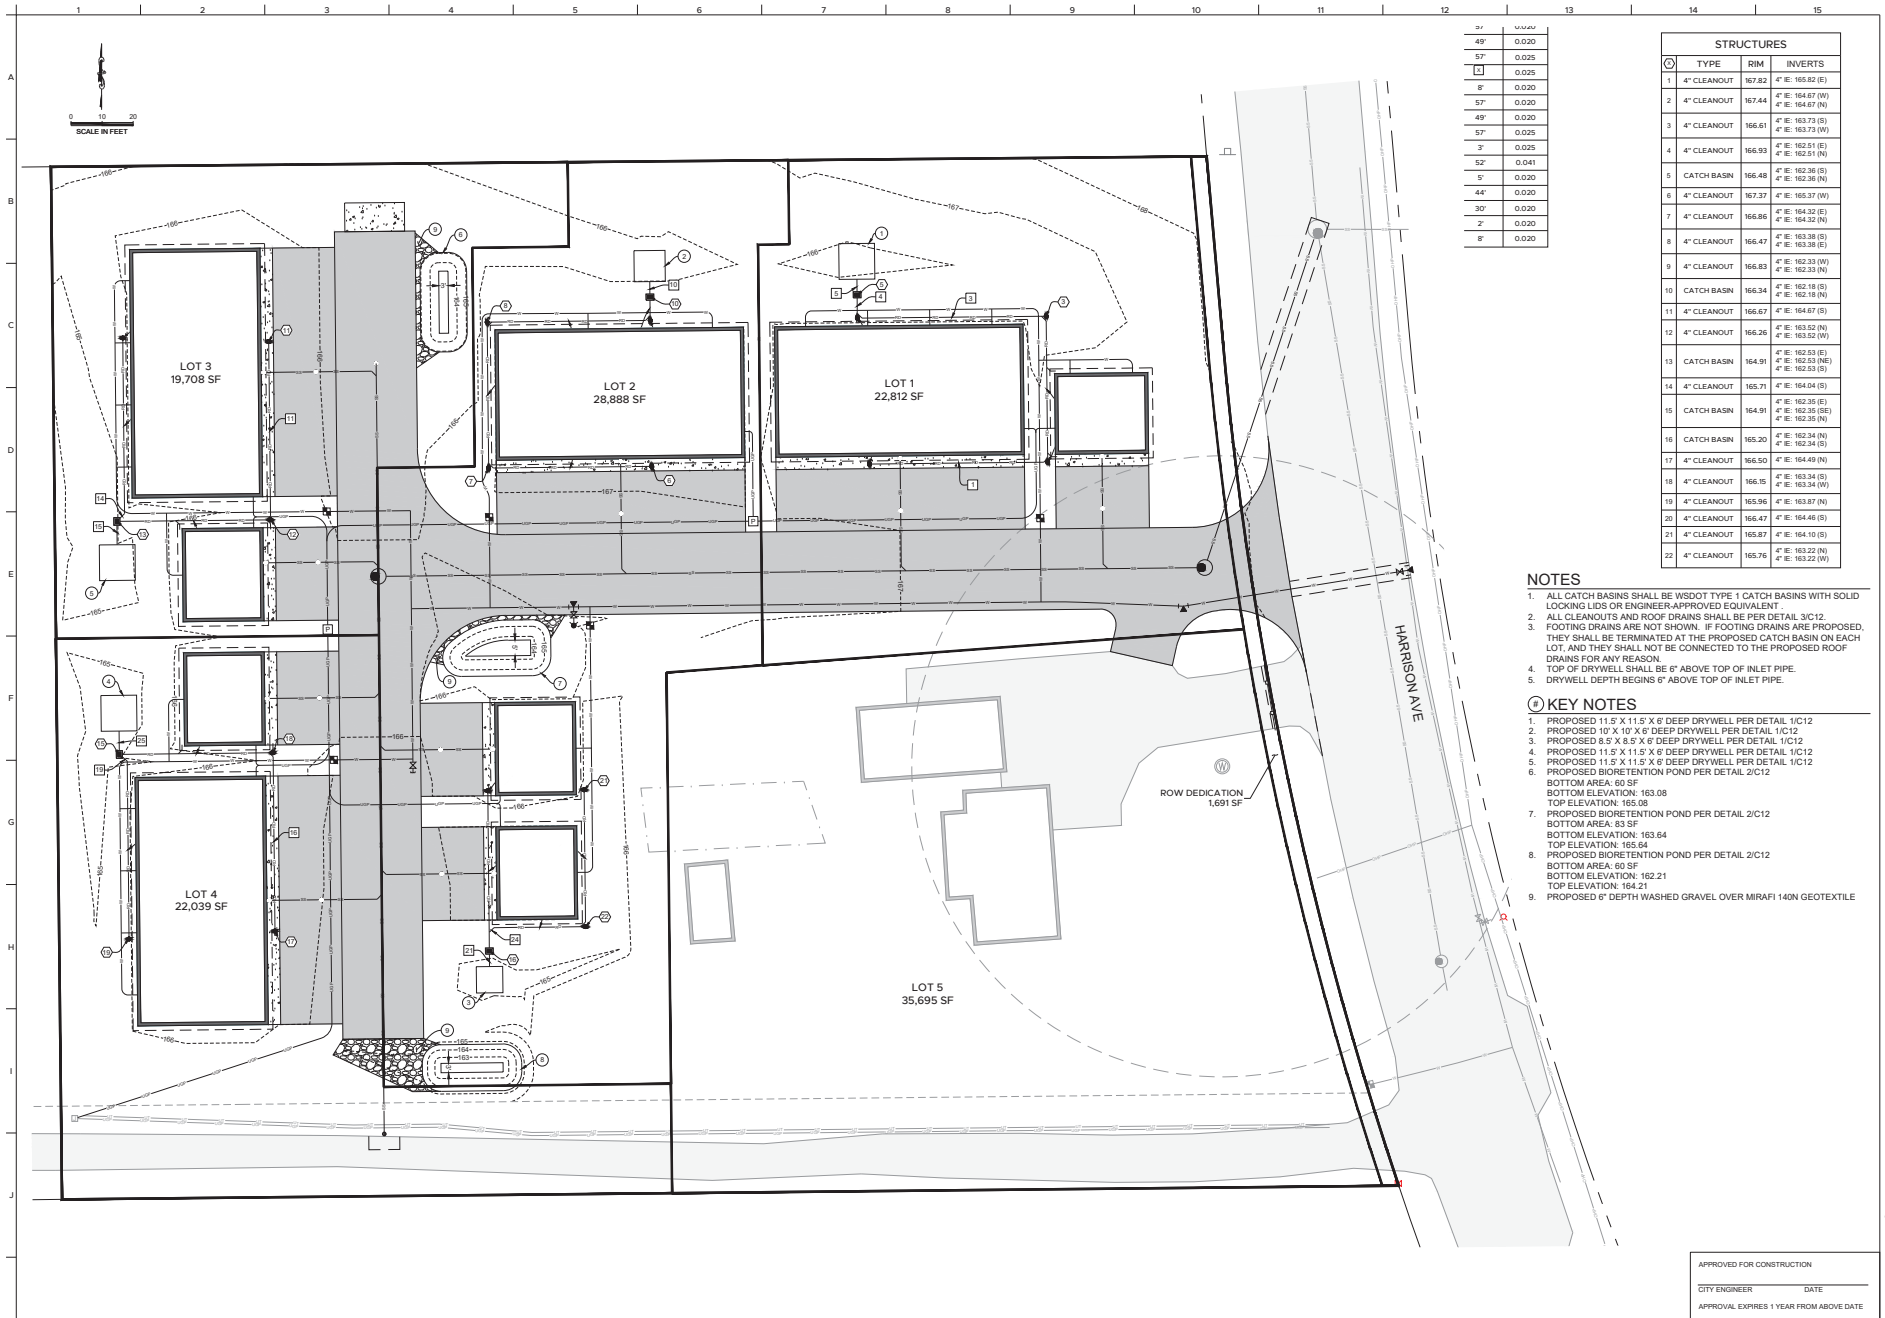 1 2 3 4 5 6 7 8 9 10 11 12 13 14 15
A
B
C
D
E
F
G
H
I
J
0 10 20
SCALE IN FEET
49' 0.020
57' 0.025
X 0.025
8' 0.020
57' 0.020
49' 0.020
57' 0.025
3' 0.025
52' 0.041
5' 0.020
44' 0.020
30' 0.020
2' 0.020
8' 0.020
STRUCTURES
X TYPE RIM INVERTS
1 4" CLEANOUT 167.82 4" IE: 165.82 (E)
2 4" CLEANOUT 167.44 4" IE: 164.67 (W)
4" IE: 164.67 (N)
3 4" CLEANOUT 166.61 4" IE: 163.73 (S)
4" IE: 163.73 (W)
4 4" CLEANOUT 166.93 4" IE: 162.51 (E)
4" IE: 162.51 (N)
5 CATCH BASIN 166.48 4" IE: 162.36 (S)
4" IE: 162.36 (N)
6 4" CLEANOUT 167.37 4" IE: 165.37 (W)
7 4" CLEANOUT 166.86 4" IE: 164.32 (E)
4" IE: 164.32 (N)
8 4" CLEANOUT 166.47 4" IE: 163.38 (S)
4" IE: 163.38 (E)
9 4" CLEANOUT 166.83 4" IE: 162.33 (W)
4" IE: 162.33 (N)
10 CATCH BASIN 166.34 4" IE: 162.18 (S)
4" IE: 162.18 (N)
11 4" CLEANOUT 166.67 4" IE: 164.67 (S)
12 4" CLEANOUT 166.26 4" IE: 163.52 (N)
4" IE: 163.52 (W)
13 CATCH BASIN 164.91 4" IE: 162.53 (E)
4" IE: 162.53 (NE)
4" IE: 162.53 (S)
14 4" CLEANOUT 165.71 4" IE: 164.04 (S)
15 CATCH BASIN 164.91 4" IE: 162.35 (E)
4" IE: 162.35 (SE)
4" IE: 162.35 (N)
16 CATCH BASIN 165.20 4" IE: 162.34 (N)
4" IE: 162.34 (S)
17 4" CLEANOUT 166.50 4" IE: 164.49 (N)
18 4" CLEANOUT 166.15 4" IE: 163.34 (S)
4" IE: 163.34 (W)
19 4" CLEANOUT 165.96 4" IE: 163.87 (N)
20 4" CLEANOUT 166.47 4" IE: 164.46 (S)
21 4" CLEANOUT 165.87 4" IE: 164.10 (S)
22 4" CLEANOUT 165.76 4" IE: 163.22 (N)
4" IE: 163.22 (W)
LOT 3
19,708 SF
LOT 2
28,888 SF
LOT 1
22,812 SF
LOT 4
22,039 SF
LOT 5
35,695 SF
ROW DEDICATION
1,691 SF
HARRISON AVE
NOTES
1. ALL CATCH BASINS SHALL BE WSDOT TYPE 1 CATCH BASINS WITH SOLID
LOCKING LIDS OR ENGINEER-APPROVED EQUIVALENT .
2. ALL CLEANOUTS AND ROOF DRAINS SHALL BE PER DETAIL 3/C12.
3. FOOTING DRAINS ARE NOT SHOWN. IF FOOTING DRAINS ARE PROPOSED,
THEY SHALL BE TERMINATED AT THE PROPOSED CATCH BASIN ON EACH
LOT, AND THEY SHALL NOT BE CONNECTED TO THE PROPOSED ROOF
DRAINS FOR ANY REASON.
4. TOP OF DRYWELL SHALL BE 6" ABOVE TOP OF INLET PIPE.
5. DRYWELL DEPTH BEGINS 6" ABOVE TOP OF INLET PIPE.
# KEY NOTES
1. PROPOSED 11.5' X 11.5' X 6' DEEP DRYWELL PER DETAIL 1/C12
2. PROPOSED 10' X 10' X 6' DEEP DRYWELL PER DETAIL 1/C12
3. PROPOSED 8.5' X 8.5' X 6' DEEP DRYWELL PER DETAIL 1/C12
4. PROPOSED 11.5' X 11.5' X 6' DEEP DRYWELL PER DETAIL 1/C12
5. PROPOSED 11.5' X 11.5' X 6' DEEP DRYWELL PER DETAIL 1/C12
6. PROPOSED BIORETENTION POND PER DETAIL 2/C12
BOTTOM AREA: 60 SF
BOTTOM ELEVATION: 163.08
TOP ELEVATION: 165.08
7. PROPOSED BIORETENTION POND PER DETAIL 2/C12
BOTTOM AREA: 83 SF
BOTTOM ELEVATION: 163.64
TOP ELEVATION: 165.64
8. PROPOSED BIORETENTION POND PER DETAIL 2/C12
BOTTOM AREA: 60 SF
BOTTOM ELEVATION: 162.21
TOP ELEVATION: 164.21
9. PROPOSED 6" DEPTH WASHED GRAVEL OVER MIRAFI 140N GEOTEXTILE
APPROVED FOR CONSTRUCTION
CITY ENGINEER DATE
APPROVAL EXPIRES 1 YEAR FROM ABOVE DATE